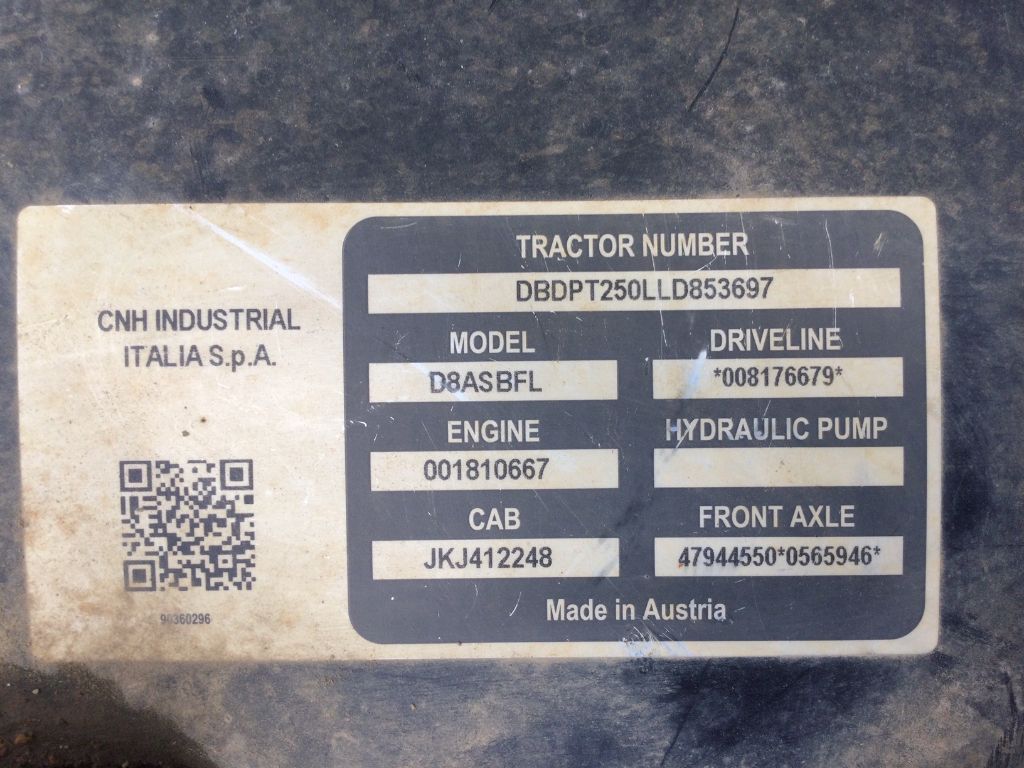 CNH INDUSTRIAL
ITALIA S.p.A.
90360296
TRACTOR NUMBER
DBDPT250LLD853697
MODEL DRIVELINE
D8ASBFL *008176679*
ENGINE HYDRAULIC PUMP
001810667
CAB FRONT AXLE
JKJ412248 47944550*0565946*
Made in Austria